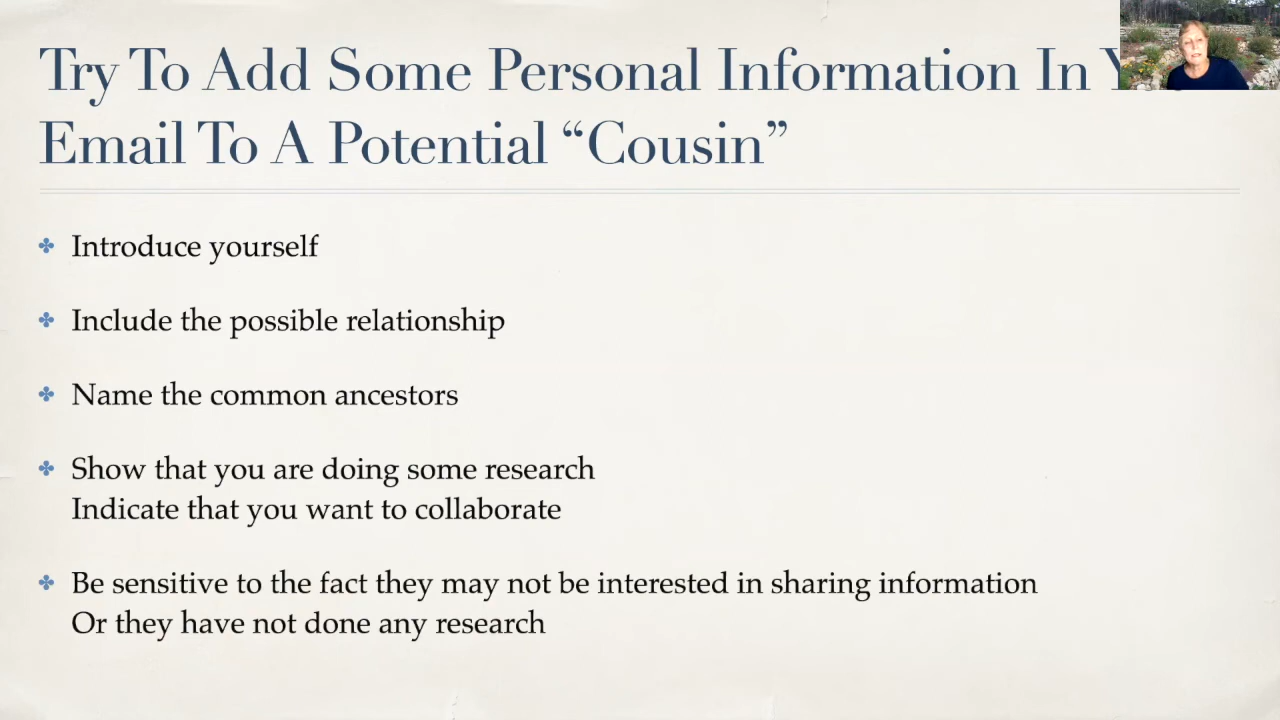 Try To Add Some Personal Information In
Email To A Potential “Cousin”
Introduce yourself
Include the possible relationship
Name the common ancestors
Show that you are doing some research
Indicate that you want to collaborate
Be sensitive to the fact they may not be interested in sharing information
Or they have not done any research